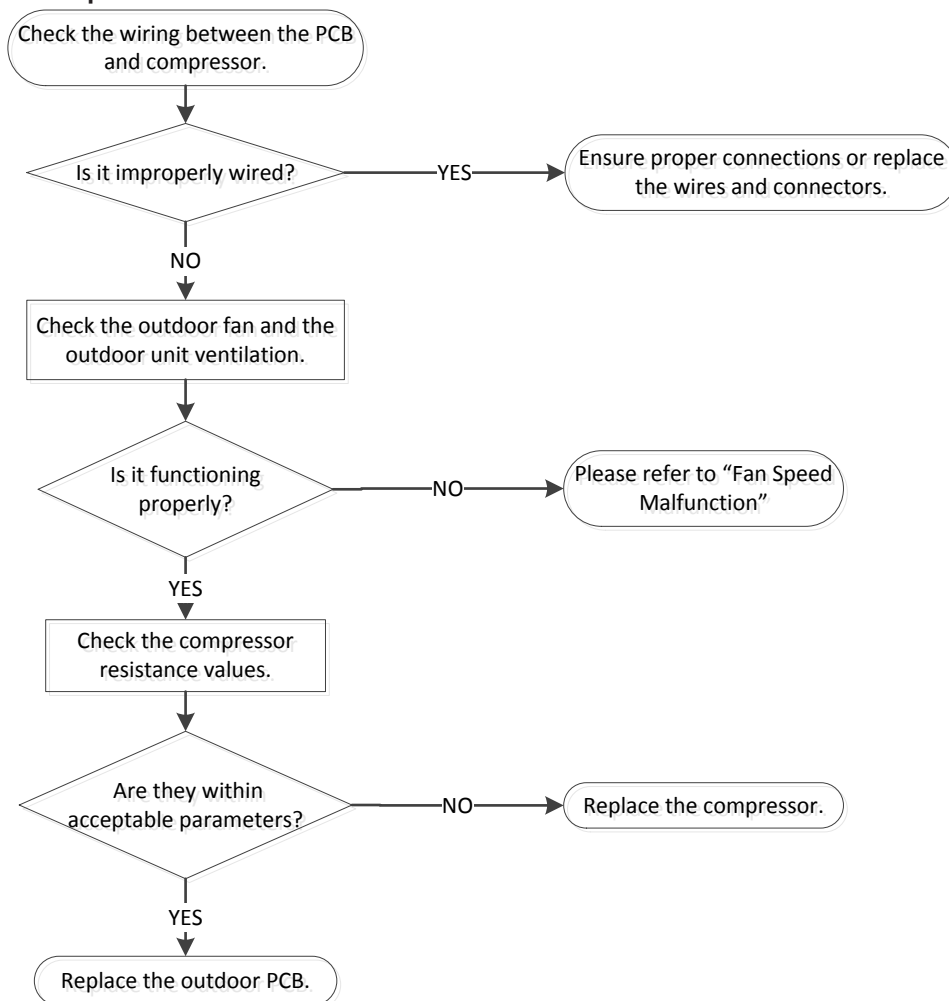 Check the wiring between the PCB
and compressor.
Is it improperly wired?
YES
Ensure proper connections or replace
the wires and connectors.
NO
Check the outdoor fan and the
outdoor unit ventilation.
Is it functioning
properly?
NO
Please refer to “Fan Speed
Malfunction”
YES
Check the compressor
resistance values.
Are they within
acceptable parameters?
NO
Replace the compressor.
YES
Replace the outdoor PCB.